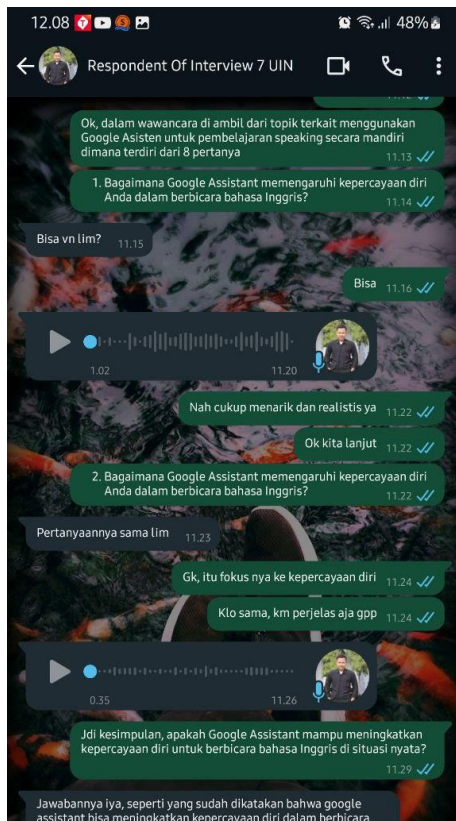 12.08
48%
Respondent Of Interview 7 UIN
Ok, dalam wawancara di ambil dari topik terkait menggunakan
Google Asisten untuk pembelajaran speaking secara mandiri
dimana terdiri dari 8 pertanya
11.13
1. Bagaimana Google Assistant memengaruhi kepercayaan diri
Anda dalam berbicara bahasa Inggris?
11.14
Bisa vn lim? 11.15
Bisa 11.16
1.02 11.20
Nah cukup menarik dan realistis ya 11.22
Ok kita lanjut 11.22
2. Bagaimana Google Assistant memengaruhi kepercayaan diri
Anda dalam berbicara bahasa Inggris?
11.22
Pertanyaannya sama lim 11.23
Gk, itu fokus nya ke kepercayaan diri 11.24
Klo sama, km perjelas aja gpp 11.24
0.35 11.26
Jdi kesimpulan, apakah Google Assistant mampu meningkatkan
kepercayaan diri untuk berbicara bahasa Inggris di situasi nyata?
11.29
Jawabannya iya, seperti yang sudah dikatakan bahwa google
assistant bisa meningkatkan kepercayaan diri dalam berbicara